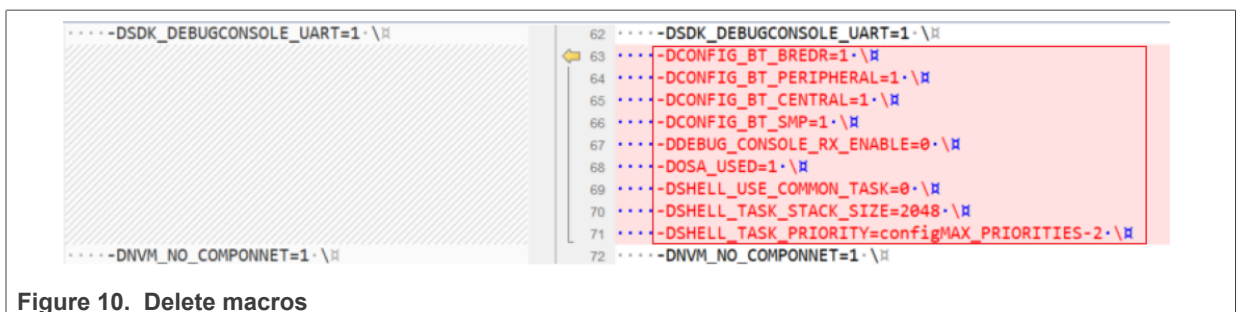 ····-DSDK_DEBUGCONSOLE_UART=1·\¤
62 ····-DSDK_DEBUGCONSOLE_UART=1·\¤
63 ····-DCONFIG_BT_BREDR=1·\¤
64 ····-DCONFIG_BT_PERIPHERAL=1·\¤
65 ····-DCONFIG_BT_CENTRAL=1·\¤
66 ····-DCONFIG_BT_SMP=1·\¤
67 ····-DDEBUG_CONSOLE_RX_ENABLE=0·\¤
68 ····-DOSA_USED=1·\¤
69 ····-DSHELL_USE_COMMON_TASK=0·\¤
70 ····-DSHELL_TASK_STACK_SIZE=2048·\¤
71 ····-DSHELL_TASK_PRIORITY=configMAX_PRIORITIES-2·\¤
····-DNVM_NO_COMPONNET=1·\¤
72 ····-DNVM_NO_COMPONNET=1·\¤
Figure 10. Delete macros